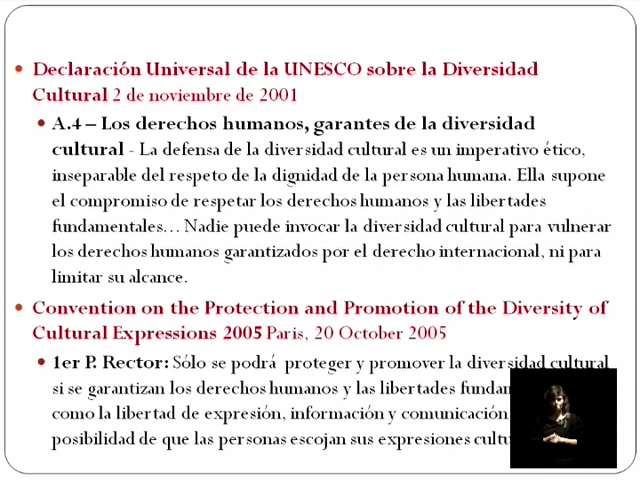 Declaración Universal de la UNESCO sobre la Diversidad
Cultural 2 de noviembre de 2001
A.4 – Los derechos humanos, garantes de la diversidad
cultural - La defensa de la diversidad cultural es un imperativo ético,
inseparable del respeto de la dignidad de la persona humana. Ella supone
el compromiso de respetar los derechos humanos y las libertades
fundamentales… Nadie puede invocar la diversidad cultural para vulnerar
los derechos humanos garantizados por el derecho internacional, ni para
limitar su alcance.
Convention on the Protection and Promotion of the Diversity of
Cultural Expressions 2005 Paris, 20 October 2005
1er P. Rector: Sólo se podrá proteger y promover la diversidad cultural
si se garantizan los derechos humanos y las libertades
como la libertad de expresión, información y comunicación
posibilidad de que las personas escojan sus expresiones